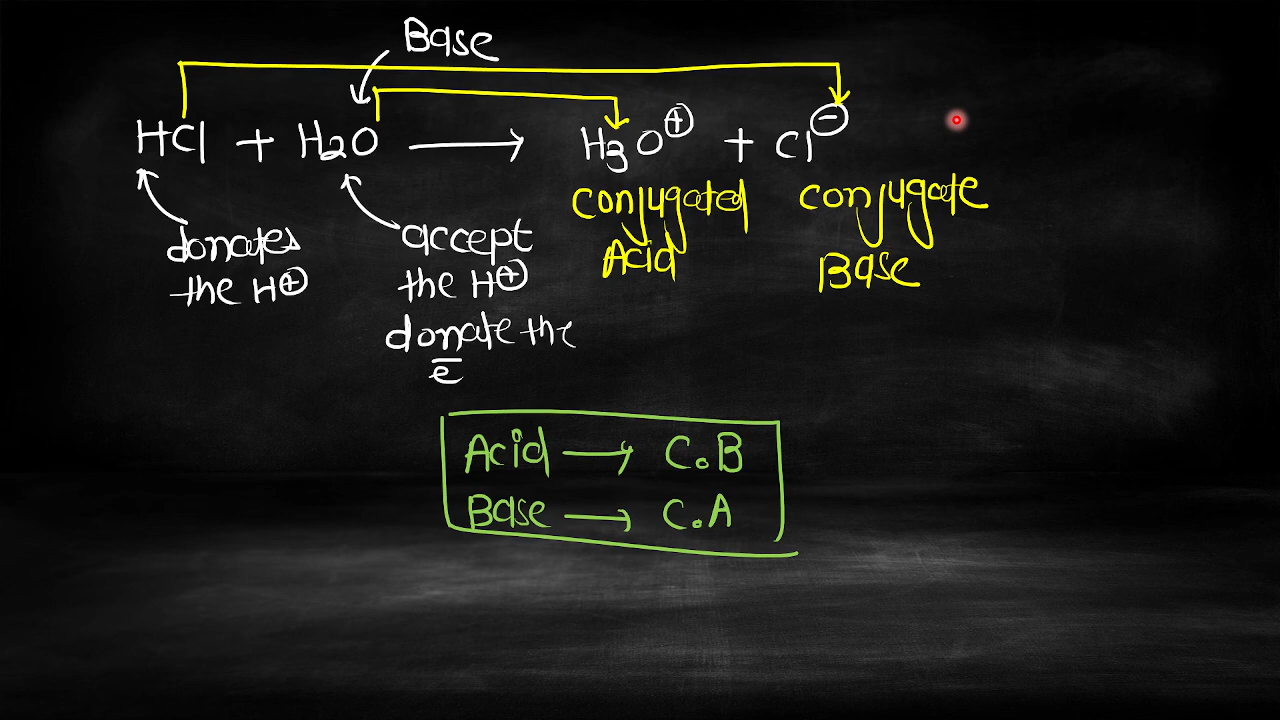 Base
HCl + H2O ⟶ H3O⊕ + Cl⊖
conjugated
Acid
conjugate
Base
donates
the H⊕
accept
the H⊕
donate the
e̅
Acid ⟶ C.B
Base ⟶ C.A